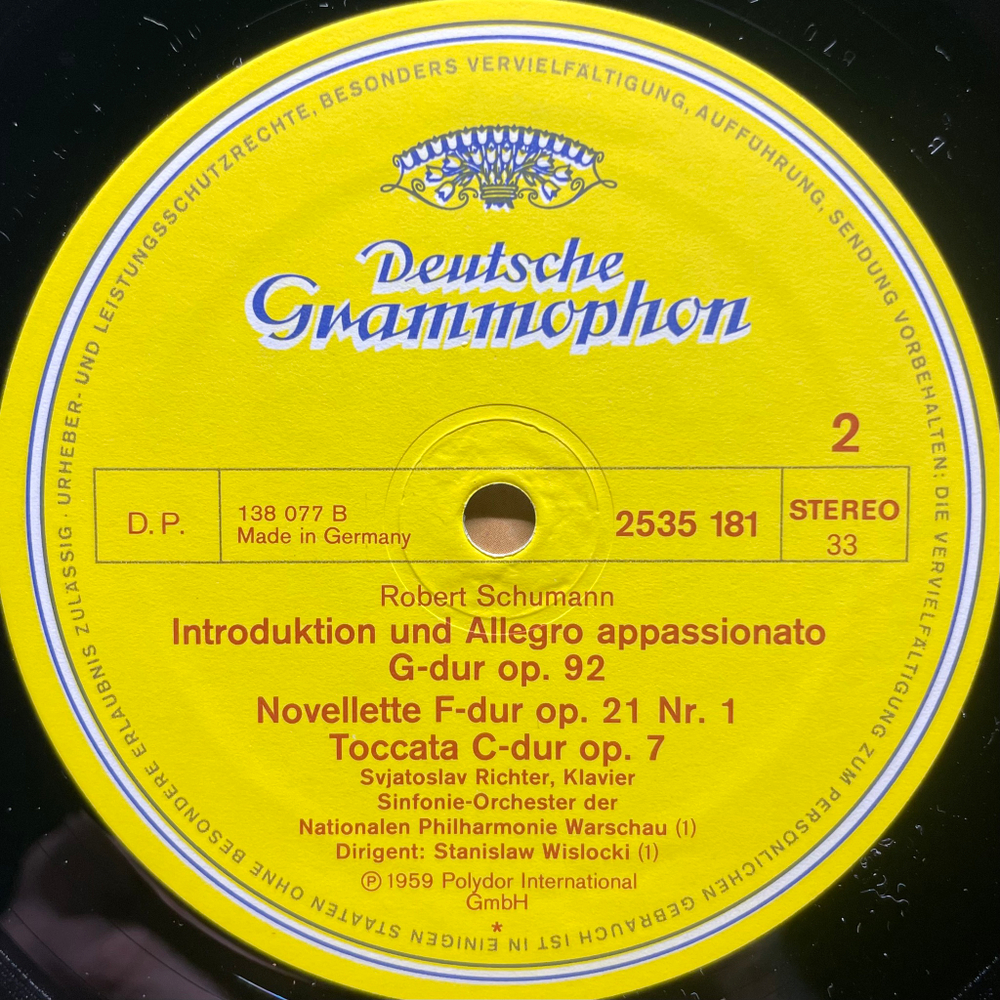 URHEBER- UND LEISTUNGSSCHUTZRECHTE, BESONDERS VERVIELFÄLTIGUNG, AUFFÜHRUNG, SENDUNG VORBEHALTEN; DIE VERVIELFÄLTIGUNG ZUM PERSÖNLICHEN GEBRAUCH IST IN EINIGEN STAATEN OHNE BESONDERE ERLAUBNIS ZULÄSSIG ·
Deutsche
Grammophon
2
D.P.
138 077 B
Made in Germany
2535 181
STEREO
33
Robert Schumann
Introduktion und Allegro appassionato
G-dur op. 92
Novellette F-dur op. 21 Nr. 1
Toccata C-dur op. 7
Svjatoslav Richter, Klavier
Sinfonie-Orchester der
Nationalen Philharmonie Warschau (1)
Dirigent: Stanislaw Wislocki (1)
℗ 1959 Polydor International
GmbH
*